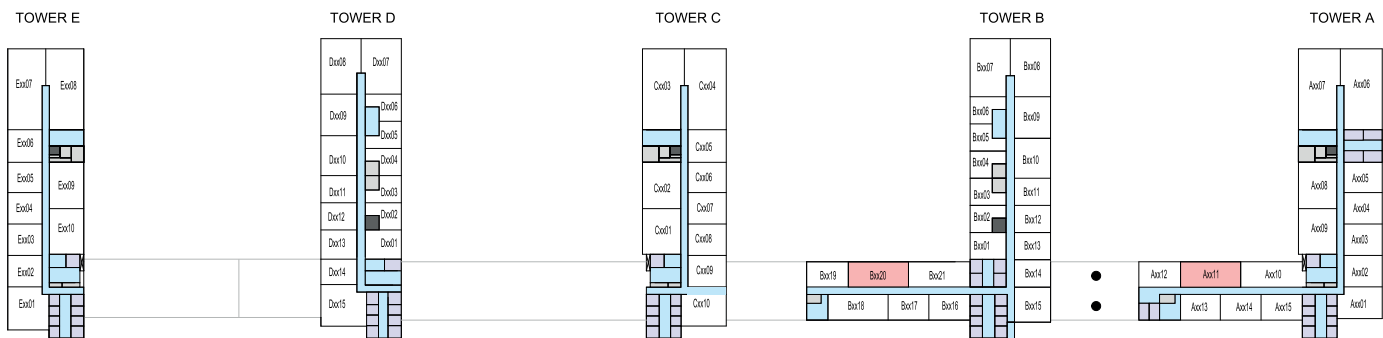 TOWER E
TOWER D
TOWER C
TOWER B
TOWER A
Exx07
Exx08
Exx06
Exx05
Exx09
Exx04
Exx10
Exx03
Exx02
Exx01
Dxx08
Dxx07
Dxx06
Dxx09
Dxx05
Dxx04
Dxx10
Dxx03
Dxx11
Dxx12
Dxx02
Dxx13
Dxx01
Dxx14
Dxx15
Cxx03
Cxx04
Cxx05
Cxx06
Cxx02
Cxx07
Cxx01
Cxx08
Cxx09
Cxx10
Bxx07
Bxx08
Bxx06
Bxx09
Bxx05
Bxx04
Bxx10
Bxx03
Bxx11
Bxx02
Bxx12
Bxx01
Bxx13
Bxx19
Bxx20
Bxx21
Bxx14
Bxx18
Bxx17
Bxx16
Bxx15
Axx07
Axx06
Axx05
Axx08
Axx04
Axx09
Axx03
Axx12
Axx11
Axx10
Axx02
Axx13
Axx14
Axx15
Axx01